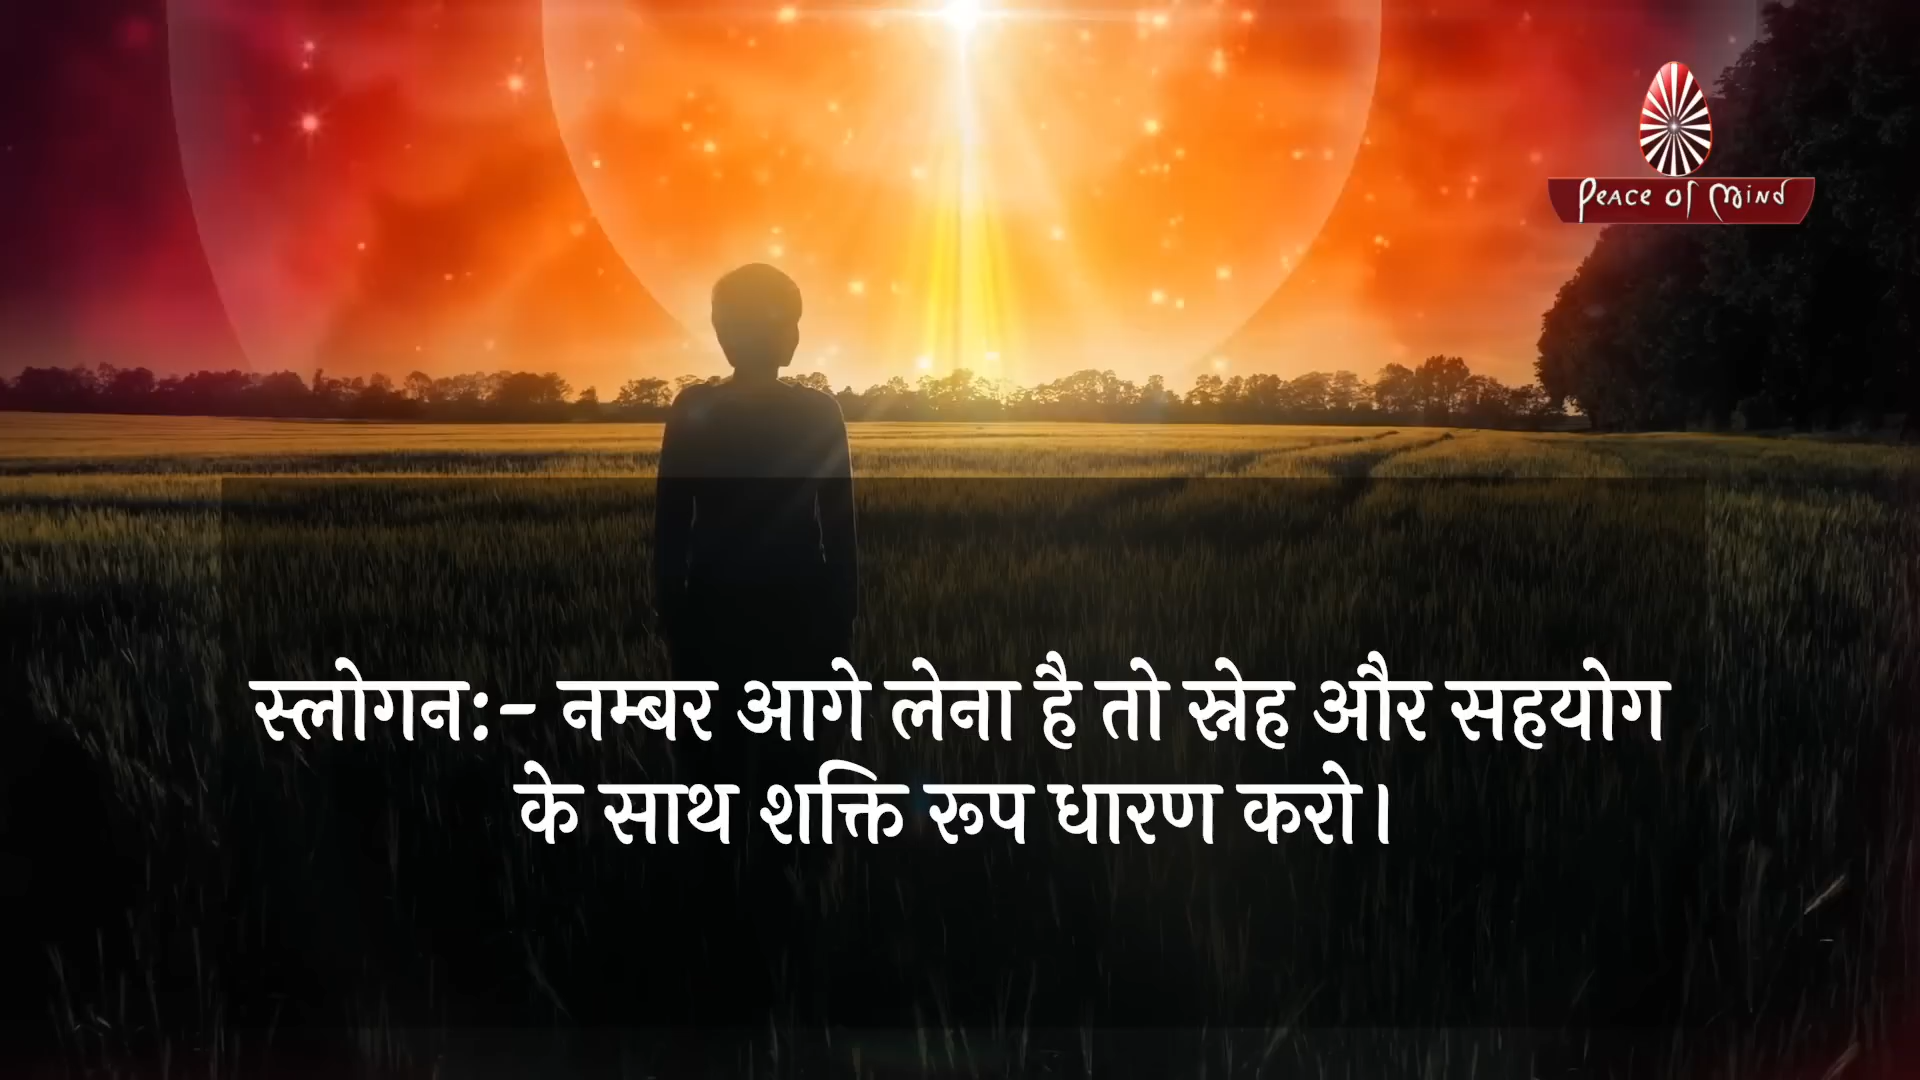 Peace of Mind
स्लोगन:- नम्बर आगे लेना है तो स्नेह और सहयोग
के साथ शक्ति रूप धारण करो।